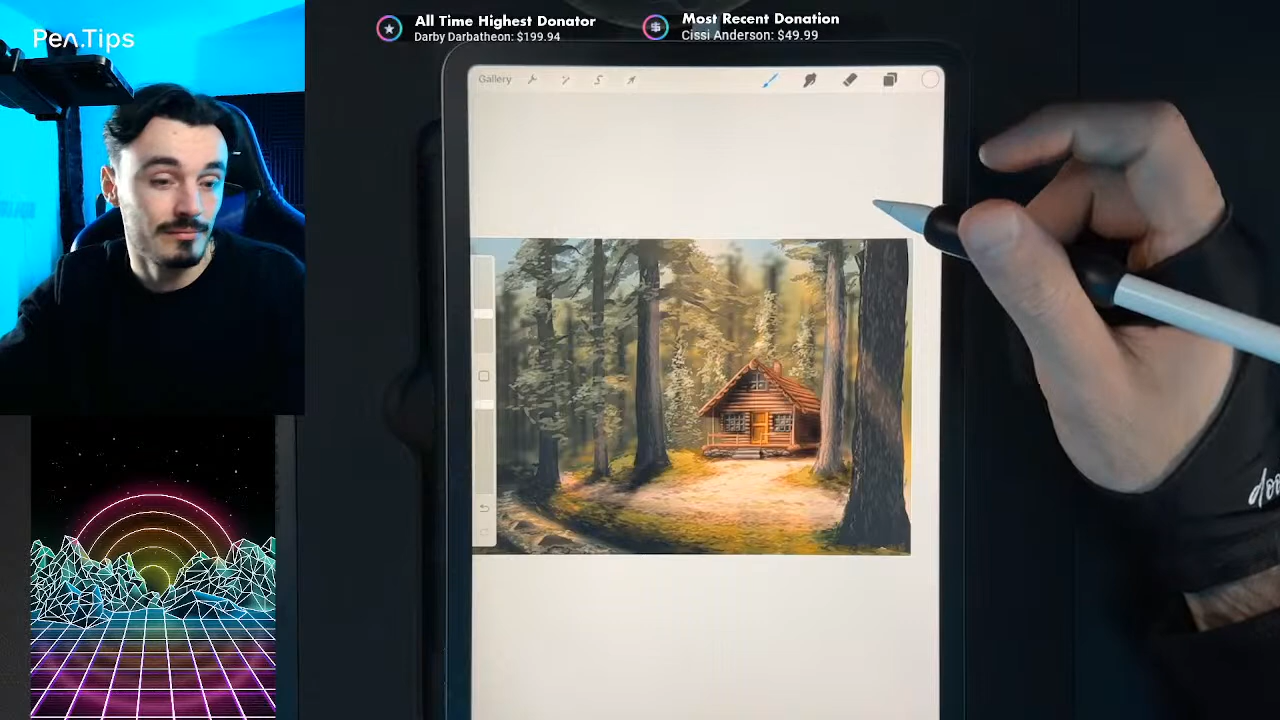 Pen.Tips
All Time Highest Donator
Darby Darbatheon: $199.94
Most Recent Donation
Cissi Anderson: $49.99
Gallery